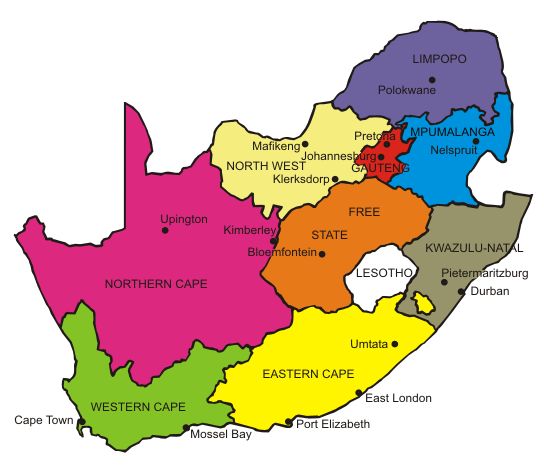 LIMPOPO
Polokwane
Pretoria
MPUMALANGA
Mafikeng
Johannesburg
Nelspruit
NORTH WEST
GAUTENG
Klerksdorp
FREE
STATE
Upington
Kimberley
Bloemfontein
KWAZULU-NATAL
LESOTHO
Pietermaritzburg
NORTHERN CAPE
Durban
Umtata
EASTERN CAPE
WESTERN CAPE
East London
Cape Town
Port Elizabeth
Mossel Bay